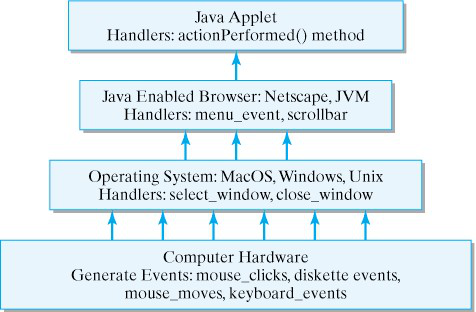 Java Applet
Handlers: actionPerformed() method
Java Enabled Browser: Netscape, JVM
Handlers: menu_event, scrollbar
Operating System: MacOS, Windows, Unix
Handlers: select_window, close_window
Computer Hardware
Generate Events: mouse_clicks, diskette events,
mouse_moves, keyboard_events